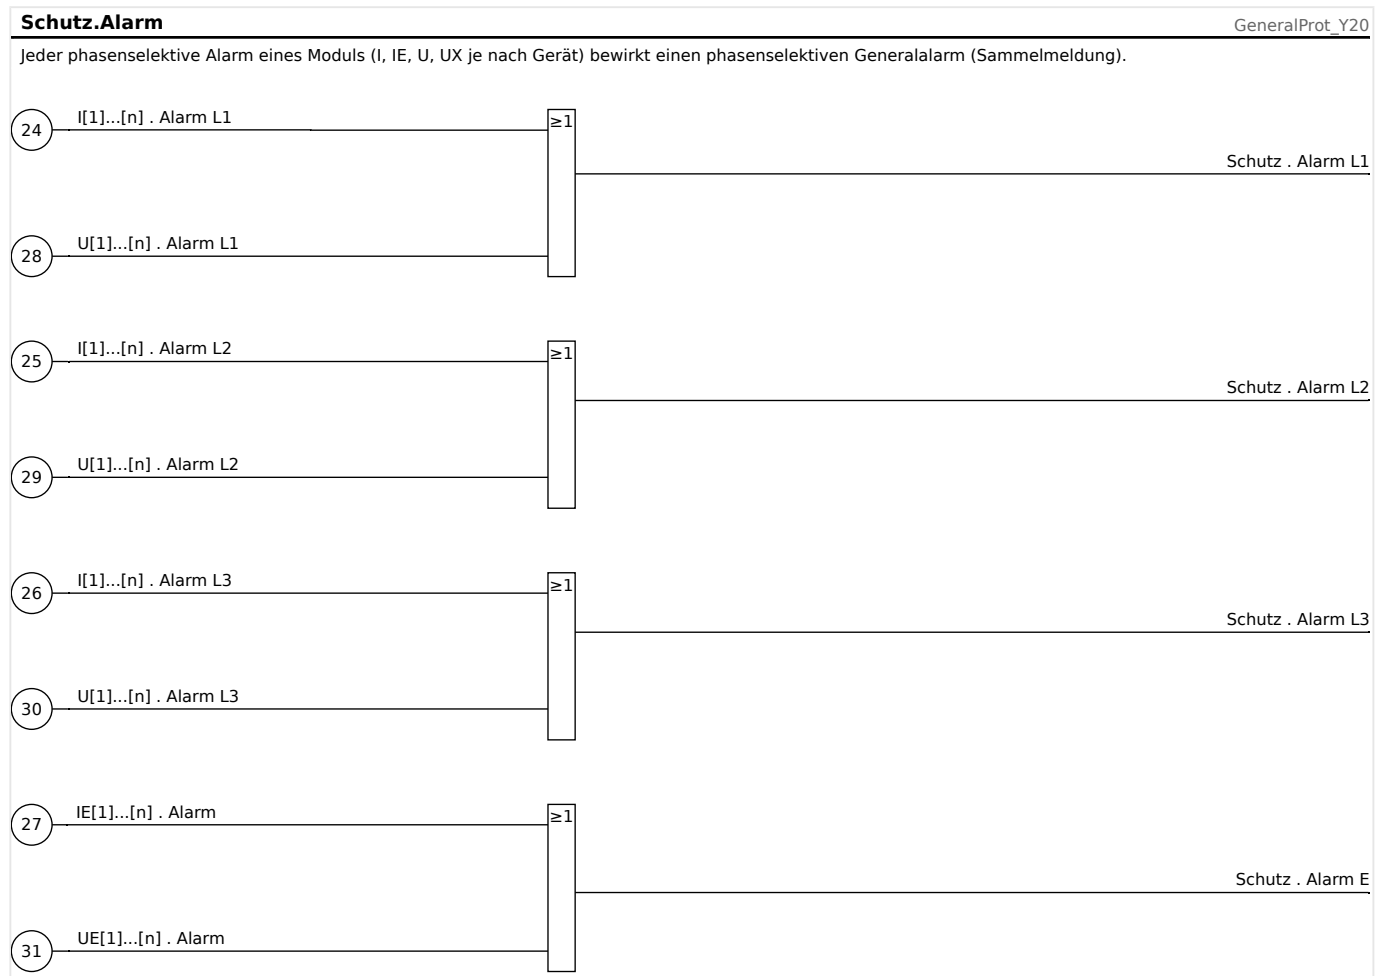 Schutz.Alarm
GeneralProt_Y20
Jeder phasenselektive Alarm eines Moduls (I, IE, U, UX je nach Gerät) bewirkt einen phasenselektiven Generalalarm (Sammelmeldung).
24
I[1]...[n] . Alarm L1
≥1
Schutz . Alarm L1
28
U[1]...[n] . Alarm L1
25
I[1]...[n] . Alarm L2
≥1
Schutz . Alarm L2
29
U[1]...[n] . Alarm L2
26
I[1]...[n] . Alarm L3
≥1
Schutz . Alarm L3
30
U[1]...[n] . Alarm L3
27
IE[1]...[n] . Alarm
≥1
Schutz . Alarm E
31
UE[1]...[n] . Alarm